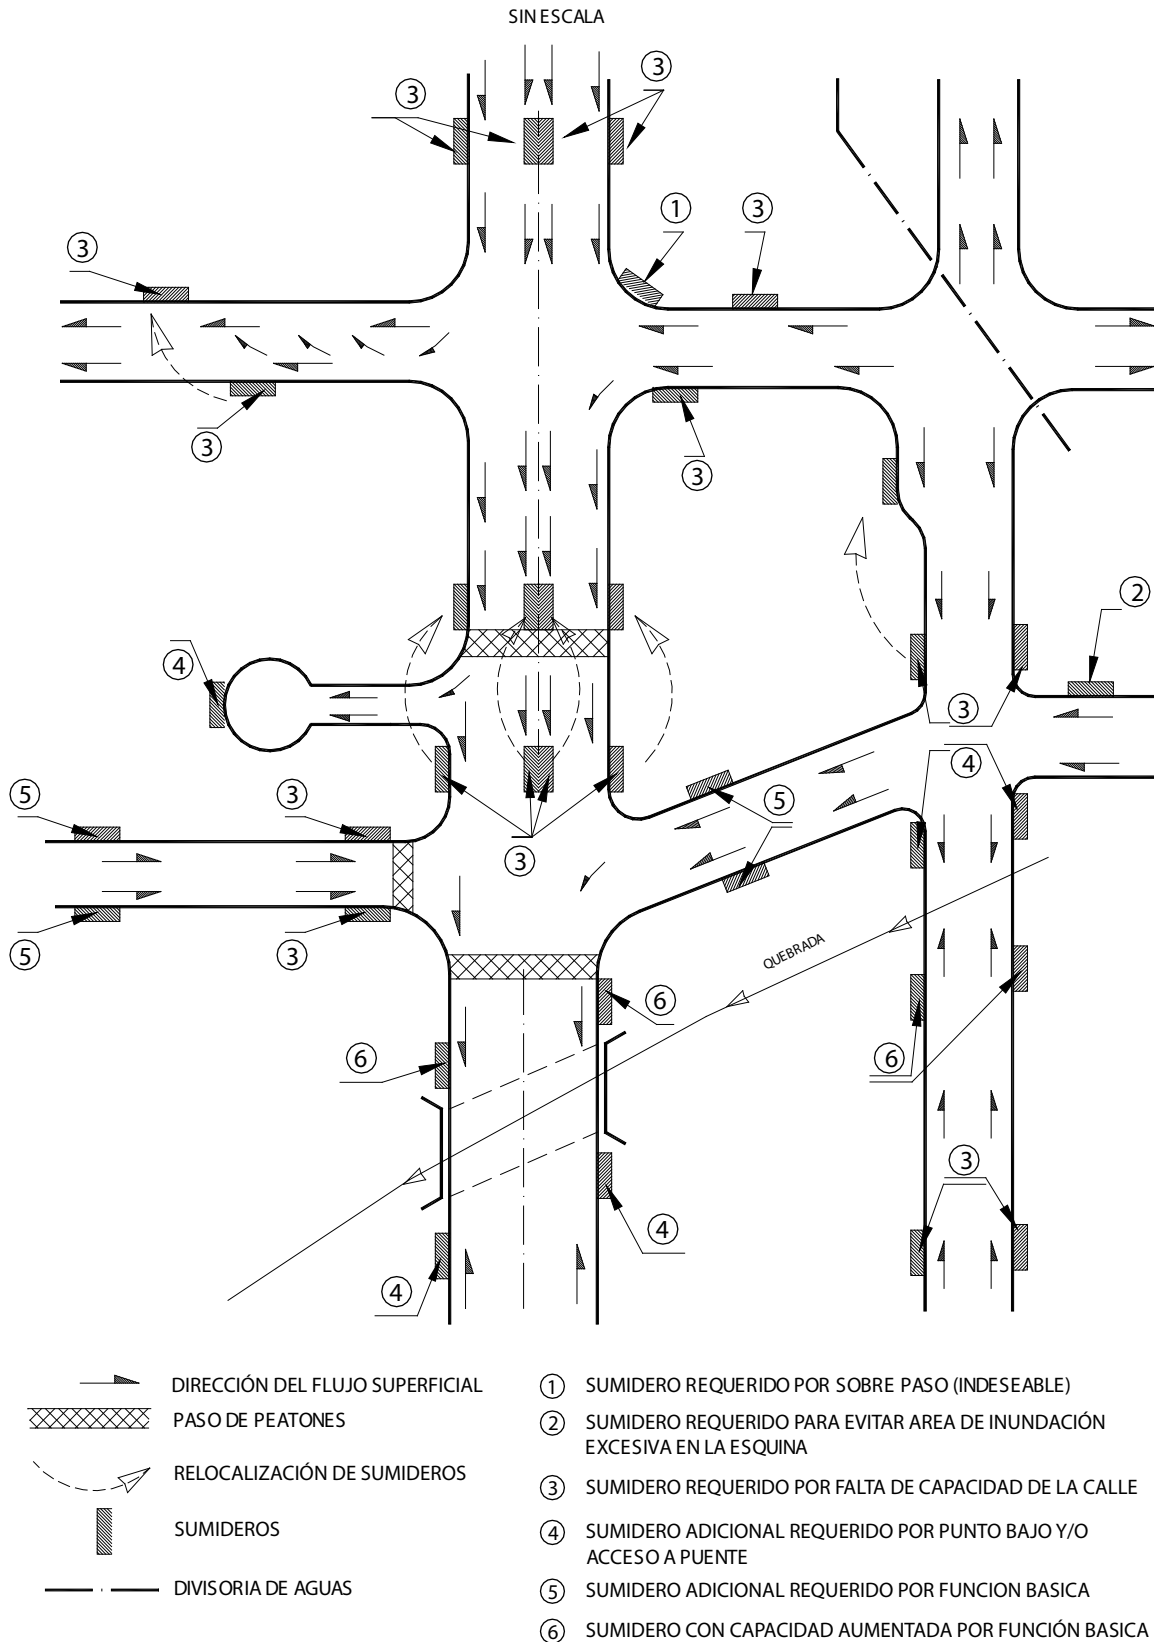 SIN ESCALA
3
3
1
3
3
3
3
2
4
3
4
5
3
5
3
5
3
QUEBRADA
6
6
6
3
4
4
DIRECCIÓN DEL FLUJO SUPERFICIAL
PASO DE PEATONES
RELOCALIZACIÓN DE SUMIDEROS
SUMIDEROS
DIVISORIA DE AGUAS
1 SUMIDERO REQUERIDO POR SOBRE PASO (INDESEABLE)
2 SUMIDERO REQUERIDO PARA EVITAR AREA DE INUNDACIÓN
EXCESIVA EN LA ESQUINA
3 SUMIDERO REQUERIDO POR FALTA DE CAPACIDAD DE LA CALLE
4 SUMIDERO ADICIONAL REQUERIDO POR PUNTO BAJO Y/O
ACCESO A PUENTE
5 SUMIDERO ADICIONAL REQUERIDO POR FUNCION BASICA
6 SUMIDERO CON CAPACIDAD AUMENTADA POR FUNCIÓN BASICA